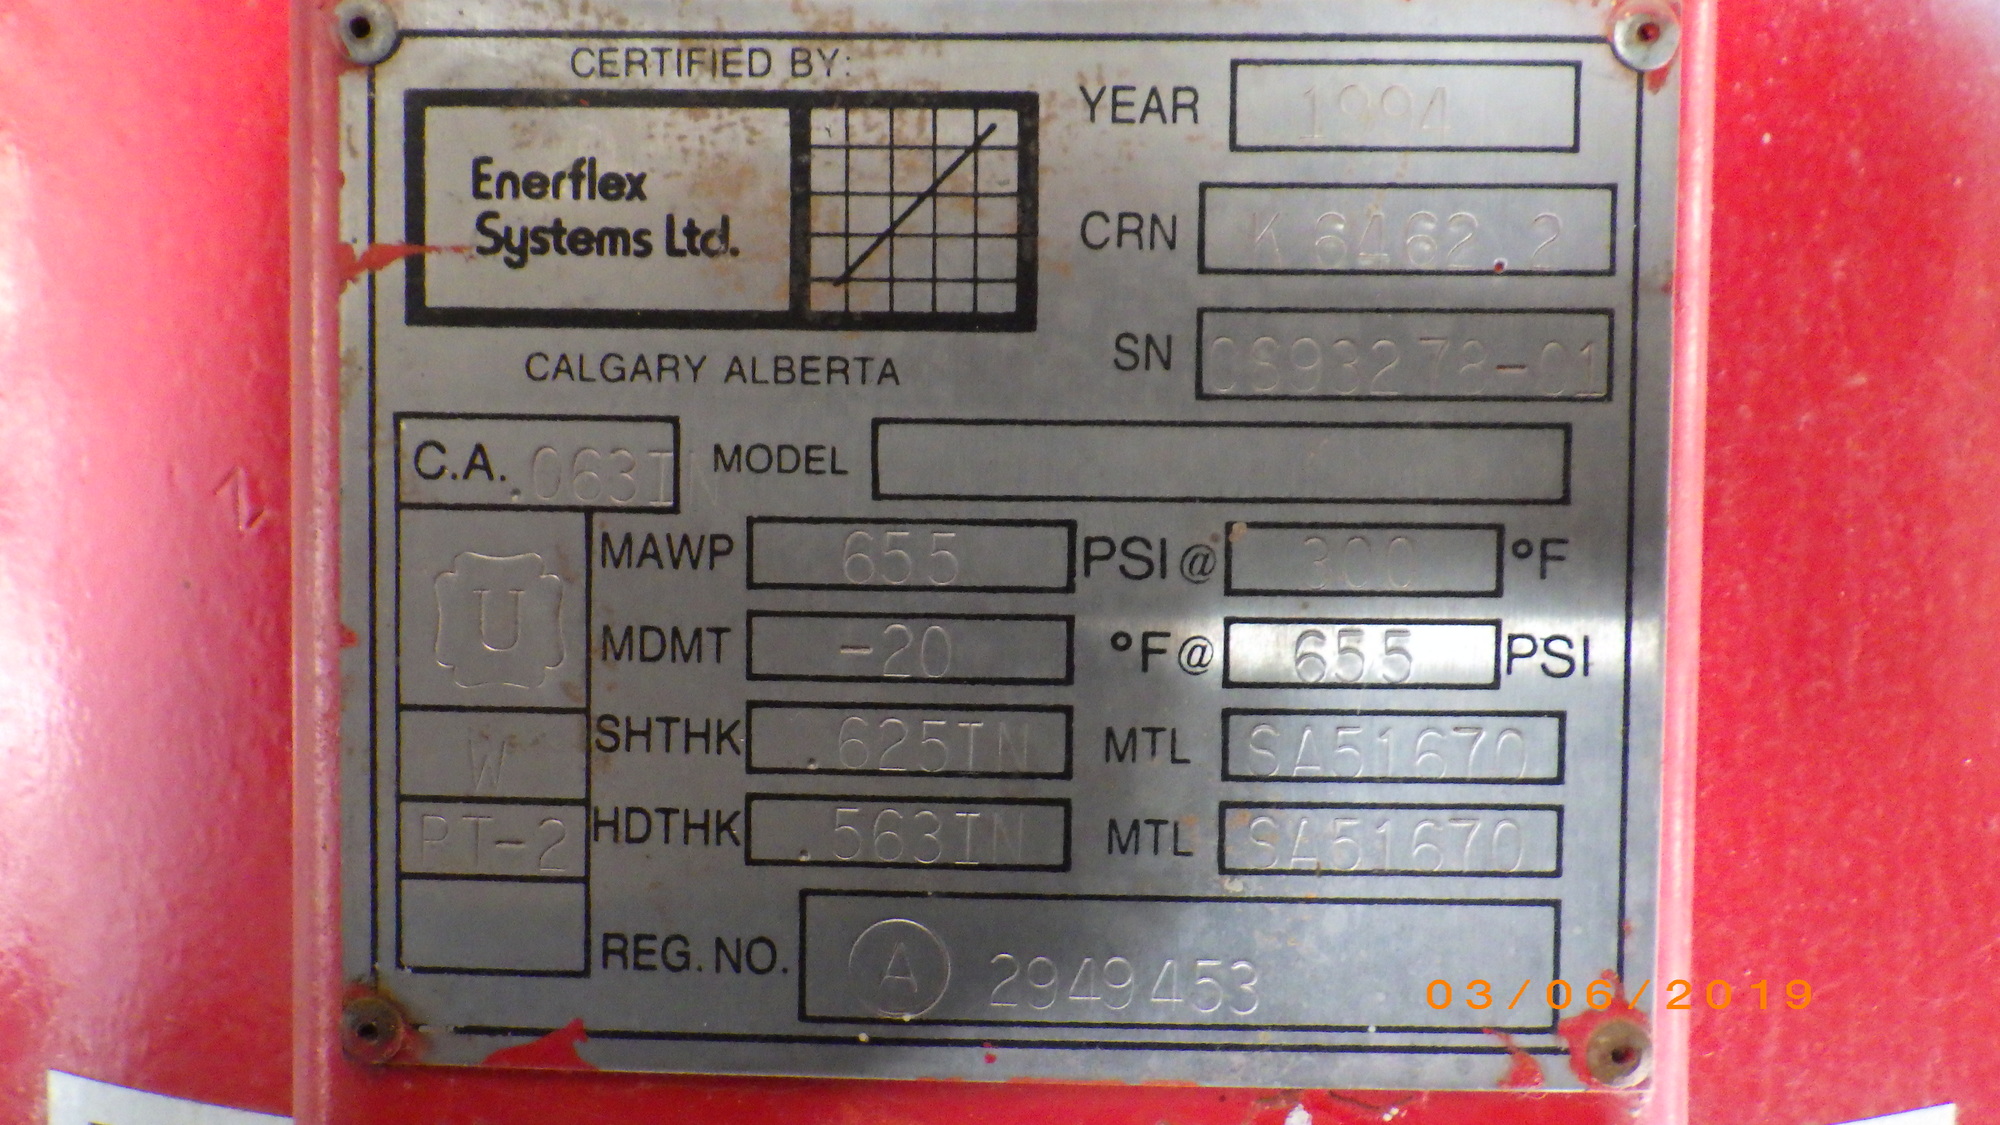 CERTIFIED BY:
Enerflex
Systems Ltd.
CALGARY ALBERTA
YEAR 1994
CRN K 6462.2
SN CS93278-01
C.A. .063IN
MODEL
U
W
PT-2
MAWP 655 PSI @ 300 °F
MDMT -20 °F @ 655 PSI
SHTHK .625IN MTL SA51670
HDTHK .563IN MTL SA51670
REG. NO. A 2949453
03/06/2019
N